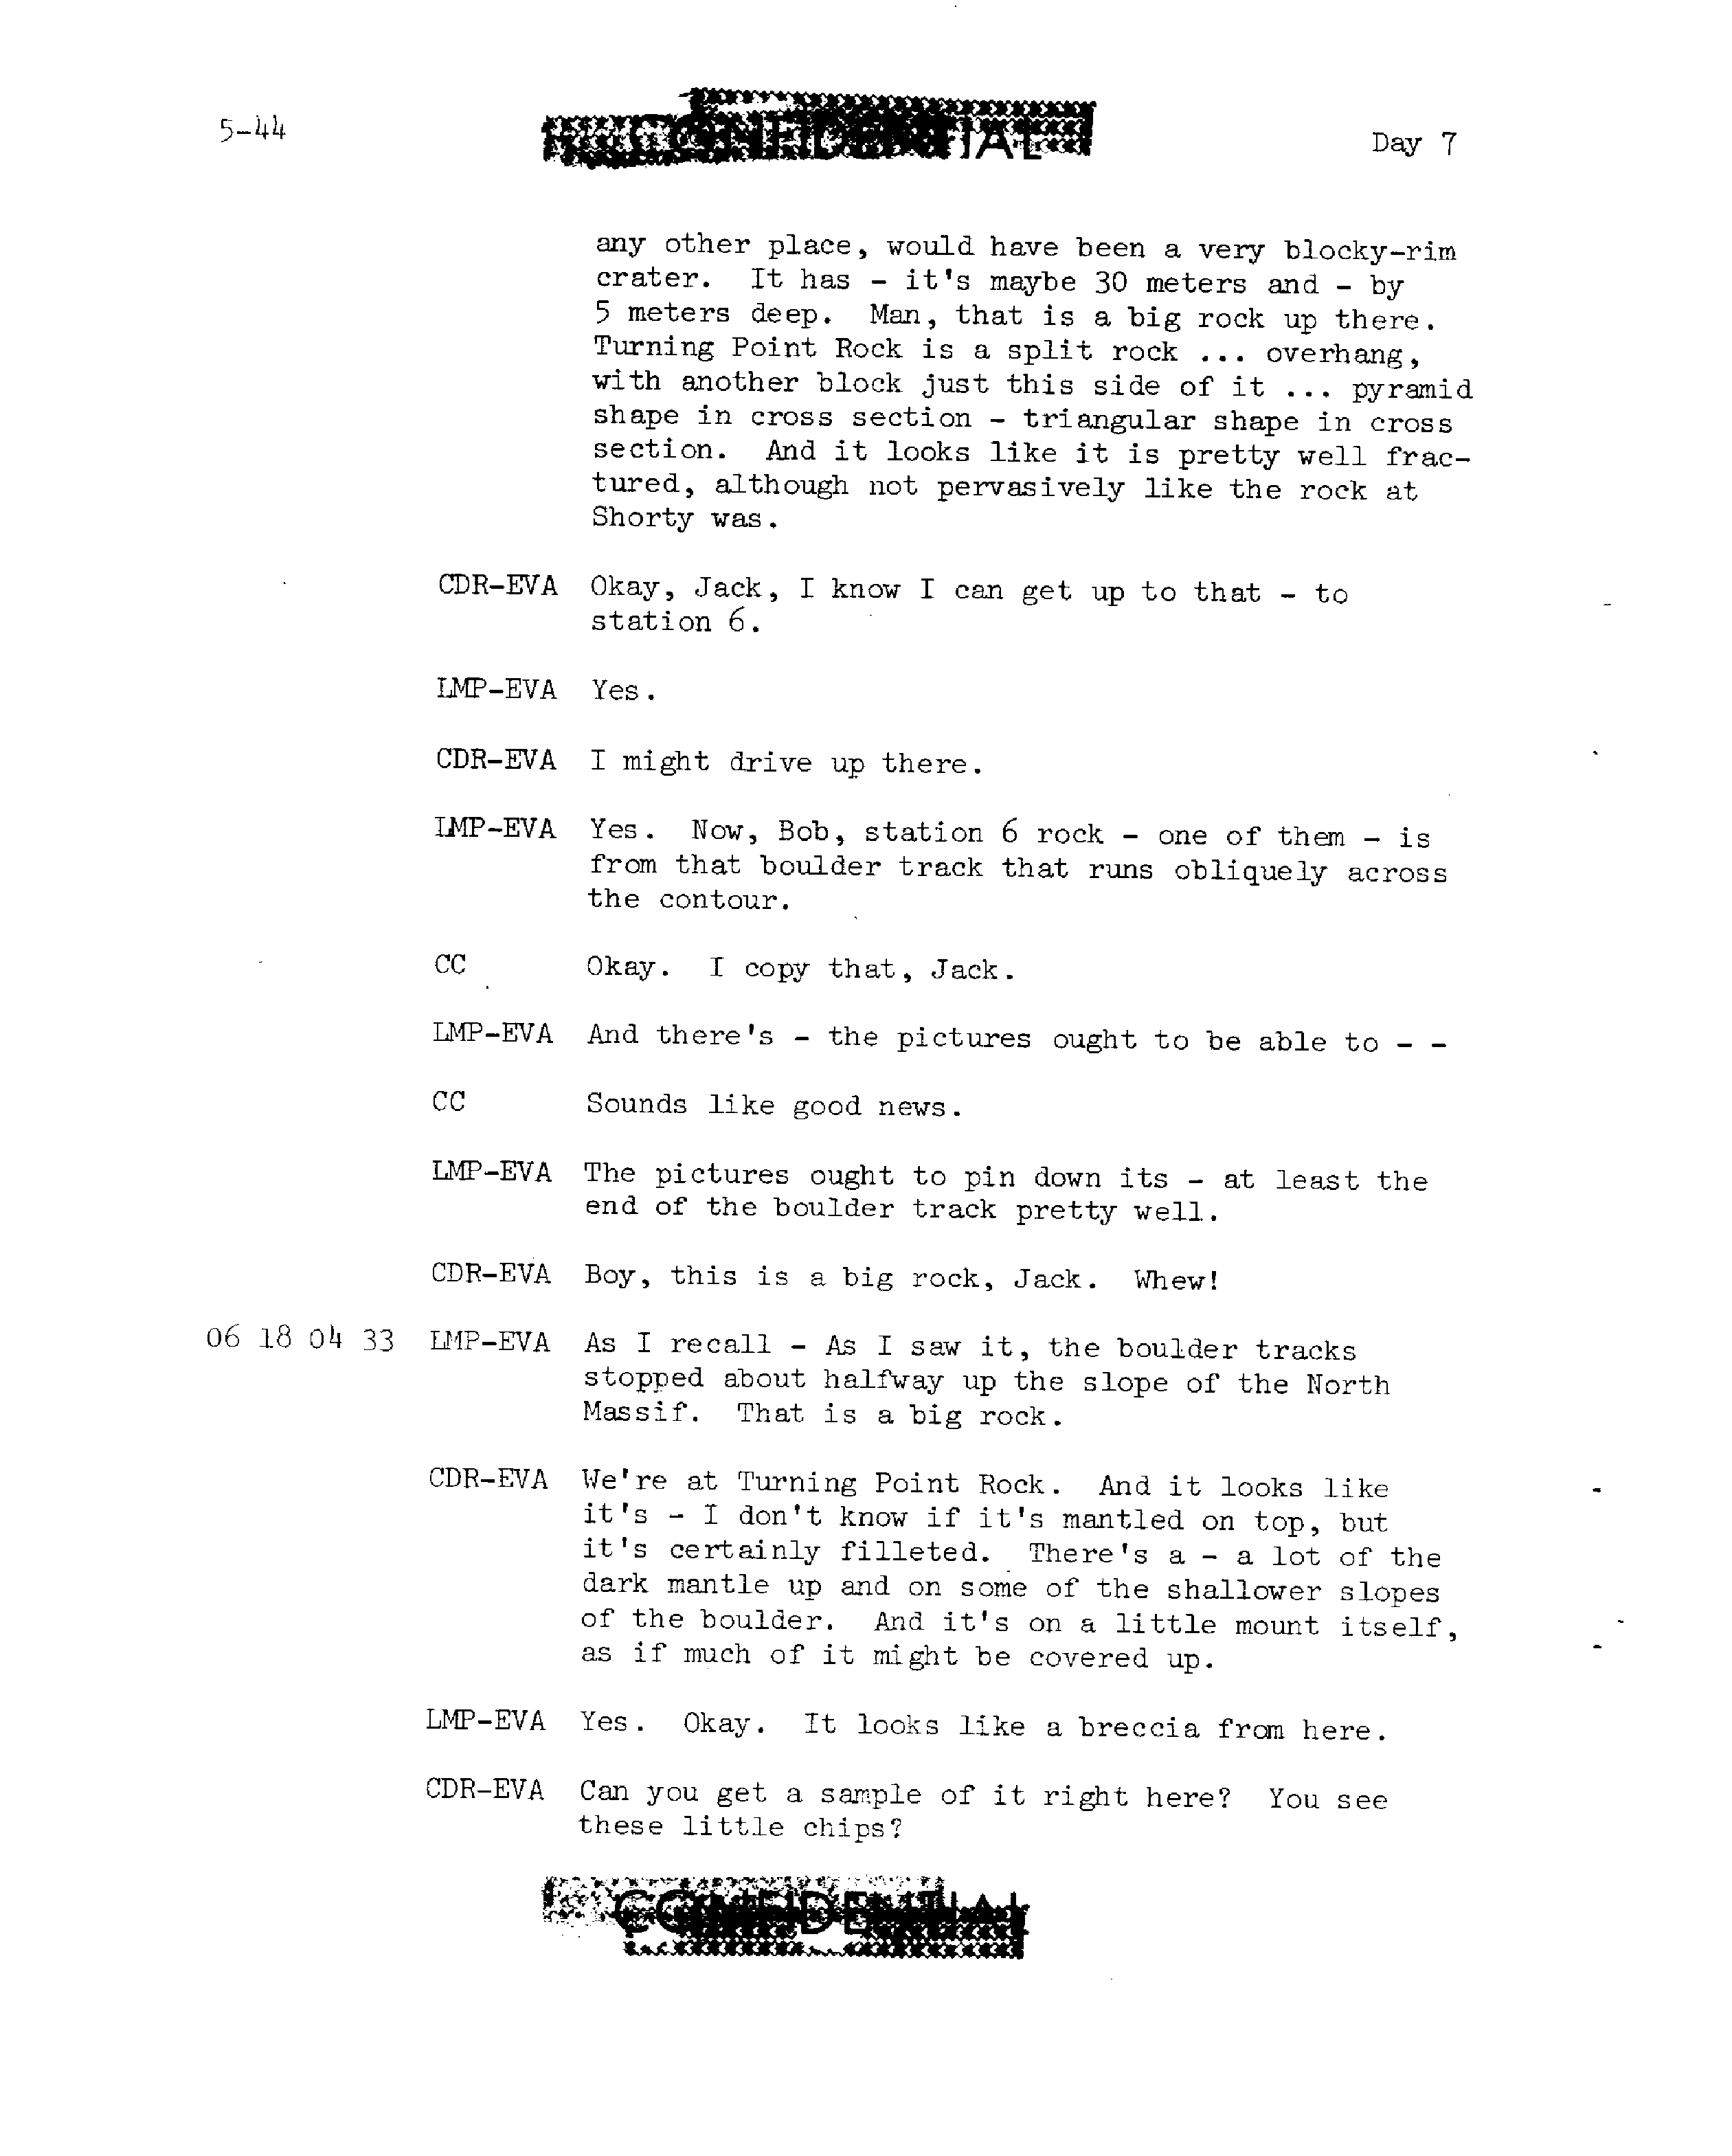 5-44
CONFIDENTIAL
Day 7
any other place, would have been a very blocky-rim
crater. It has - it's maybe 30 meters and - by
5 meters deep. Man, that is a big rock up there.
Turning Point Rock is a split rock ... overhang,
with another block just this side of it ... pyramid
shape in cross section - triangular shape in cross
section. And it looks like it is pretty well frac-
tured, although not pervasively like the rock at
Shorty was.
CDR-EVA Okay, Jack, I know I can get up to that - to
station 6.
LMP-EVA Yes.
CDR-EVA I might drive up there.
LMP-EVA Yes. Now, Bob, station 6 rock - one of them - is
from that boulder track that runs obliquely across
the contour.
CC Okay. I copy that, Jack.
LMP-EVA And there's - the pictures ought to be able to - -
CC Sounds like good news.
LMP-EVA The pictures ought to pin down its - at least the
end of the boulder track pretty well.
CDR-EVA Boy, this is a big rock, Jack. Whew!
06 18 04 33 LMP-EVA As I recall - As I saw it, the boulder tracks
stopped about halfway up the slope of the North
Massif. That is a big rock.
CDR-EVA We're at Turning Point Rock. And it looks like
it's - I don't know if it's mantled on top, but
it's certainly filleted. There's a - a lot of the
dark mantle up and on some of the shallower slopes
of the boulder. And it's on a little mount itself,
as if much of it might be covered up.
LMP-EVA Yes. Okay. It looks like a breccia from here.
CDR-EVA Can you get a sample of it right here? You see
these little chips?
CONFIDENTIAL